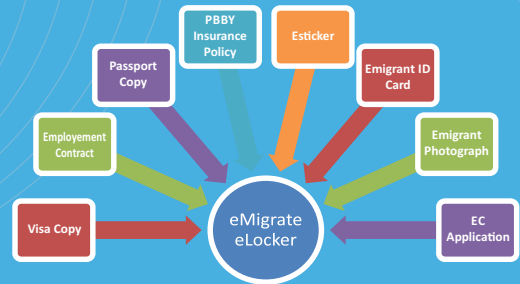 PBBY
Insurance
Policy
Esticker
Passport
Copy
Emigrant ID
Card
Employement
Contract
Emigrant
Photograph
Visa Copy
eMigrate
eLocker
EC
Application